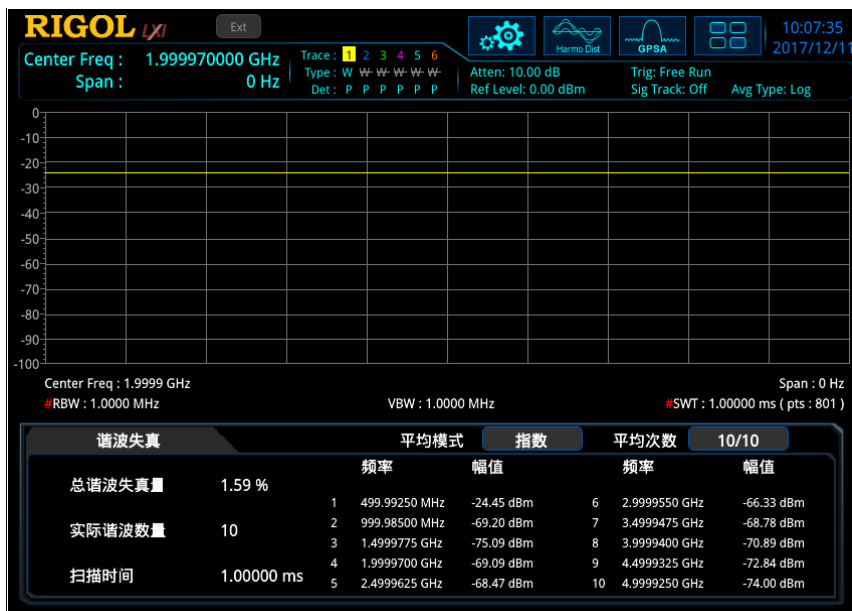 RIGOL LXI Ext
Harmo Dist
GPSA
10:07:35
2017/12/11
Center Freq : 1.999970000 GHz
Span : 0 Hz
Trace : 1 2 3 4 5 6
Type : W W W W W W
Det : P P P P P P
Atten: 10.00 dB
Ref Level: 0.00 dBm
Trig: Free Run
Sig Track: Off
Avg Type: Log
0
-10
-20
-30
-40
-50
-60
-70
-80
-90
-100
Center Freq : 1.9999 GHz Span : 0 Hz
#RBW : 1.0000 MHz VBW : 1.0000 MHz #SWT : 1.00000 ms ( pts : 801 )
谐波失真 平均模式 指数 平均次数 10/10
总谐波失真量 1.59 %
实际谐波数量 10
扫描时间 1.00000 ms
频率 幅值 频率 幅值
1 499.99250 MHz -24.45 dBm 6 2.9999550 GHz -66.33 dBm
2 999.98500 MHz -69.20 dBm 7 3.4999475 GHz -68.78 dBm
3 1.4999775 GHz -75.09 dBm 8 3.9999400 GHz -70.89 dBm
4 1.9999700 GHz -69.09 dBm 9 4.4999325 GHz -72.84 dBm
5 2.4999625 GHz -68.47 dBm 10 4.9999250 GHz -74.00 dBm